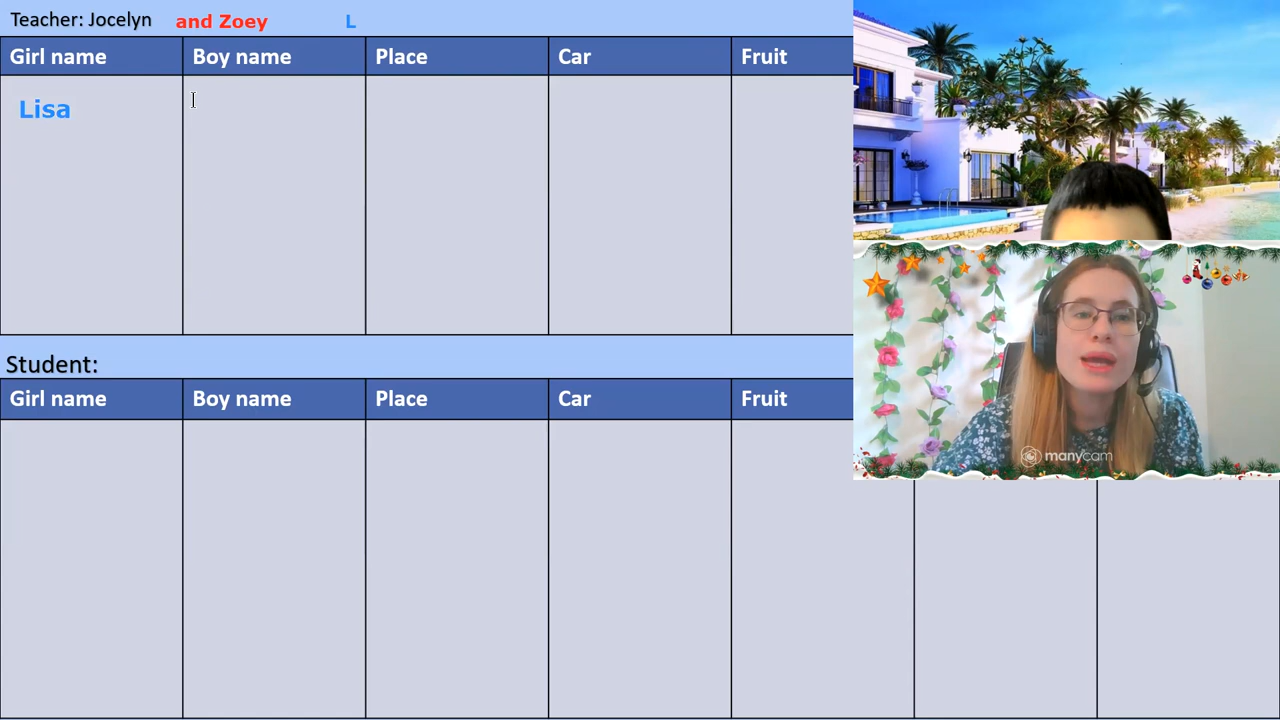 Teacher: Jocelyn and Zoey L
Girl name Boy name Place Car Fruit
Lisa
Student:
Girl name Boy name Place Car Fruit
manycam